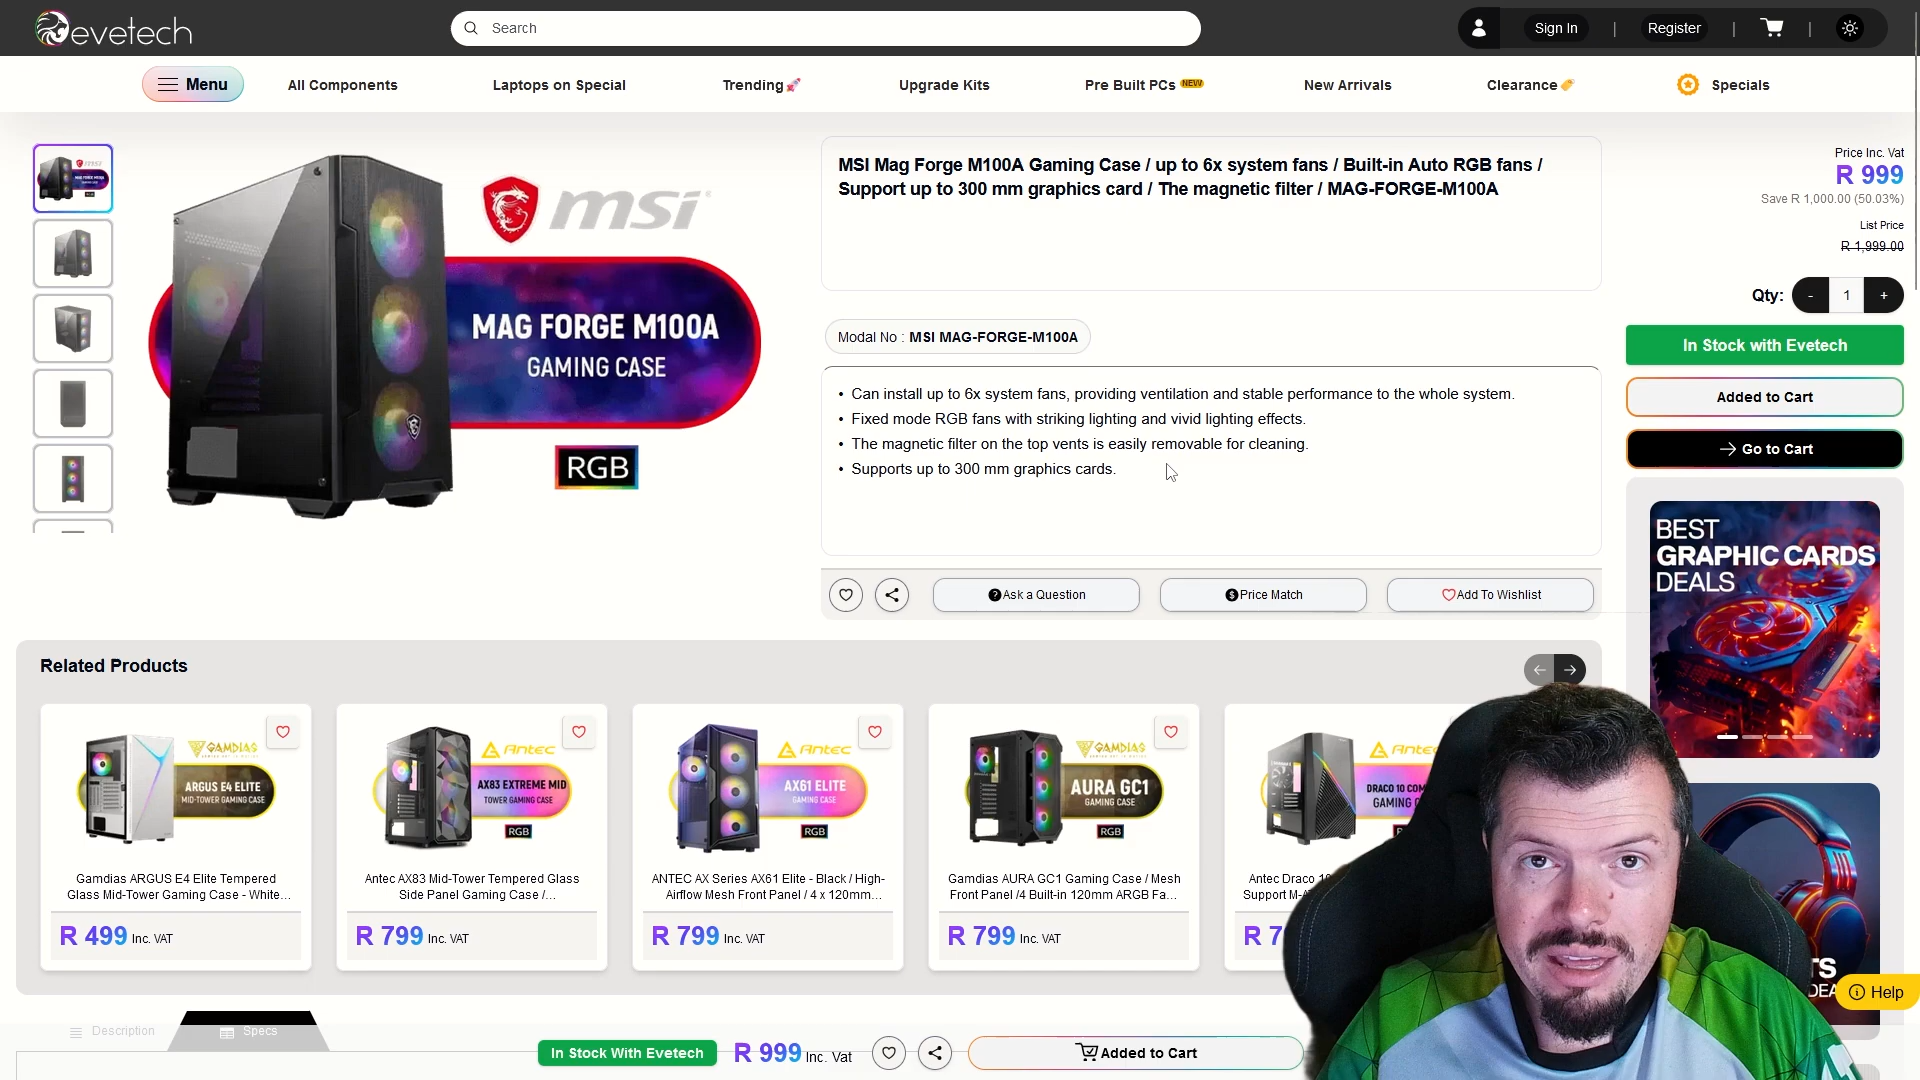 evetech
Search
Sign In
|
Register
|
|
Menu
All Components
Laptops on Special
Trending
Upgrade Kits
Pre Built PCs NEW
New Arrivals
Clearance
Specials
msi
MAG FORGE M100A
GAMING CASE
RGB
MSI Mag Forge M100A Gaming Case / up to 6x system fans / Built-in Auto RGB fans /
Support up to 300 mm graphics card / The magnetic filter / MAG-FORGE-M100A
Modal No : MSI MAG-FORGE-M100A
• Can install up to 6x system fans, providing ventilation and stable performance to the whole system.
• Fixed mode RGB fans with striking lighting and vivid lighting effects.
• The magnetic filter on the top vents is easily removable for cleaning.
• Supports up to 300 mm graphics cards.
Ask a Question
Price Match
Add To Wishlist
Price Inc. Vat
R 999
Save R 1,000.00 (50.03%)
List Price
R 1,999.00
Qty: - 1 +
In Stock with Evetech
Added to Cart
Go to Cart
BEST
GRAPHIC CARDS
DEALS
Related Products
GAMDIAS
ARGUS E4 ELITE
MID-TOWER GAMING CASE
Gamdias ARGUS E4 Elite Tempered
Glass Mid-Tower Gaming Case - White...
R 499 Inc. VAT
Antec
AX83 EXTREME MID
TOWER GAMING CASE
RGB
Antec AX83 Mid-Tower Tempered Glass
Side Panel Gaming Case /...
R 799 Inc. VAT
Antec
AX61 ELITE
GAMING CASE
RGB
ANTEC AX Series AX61 Elite - Black / High-
Airflow Mesh Front Panel / 4 x 120mm...
R 799 Inc. VAT
GAMDIAS
AURA GC1
GAMING CASE
RGB
Gamdias AURA GC1 Gaming Case / Mesh
Front Panel /4 Built-in 120mm ARGB Fa...
R 799 Inc. VAT
Antec
DRACO 10 COM
GAMING
Antec Draco 10
Support M-
R 7
TS
DEA
Help
Description
Specs
In Stock With Evetech
R 999 Inc. Vat
Added to Cart